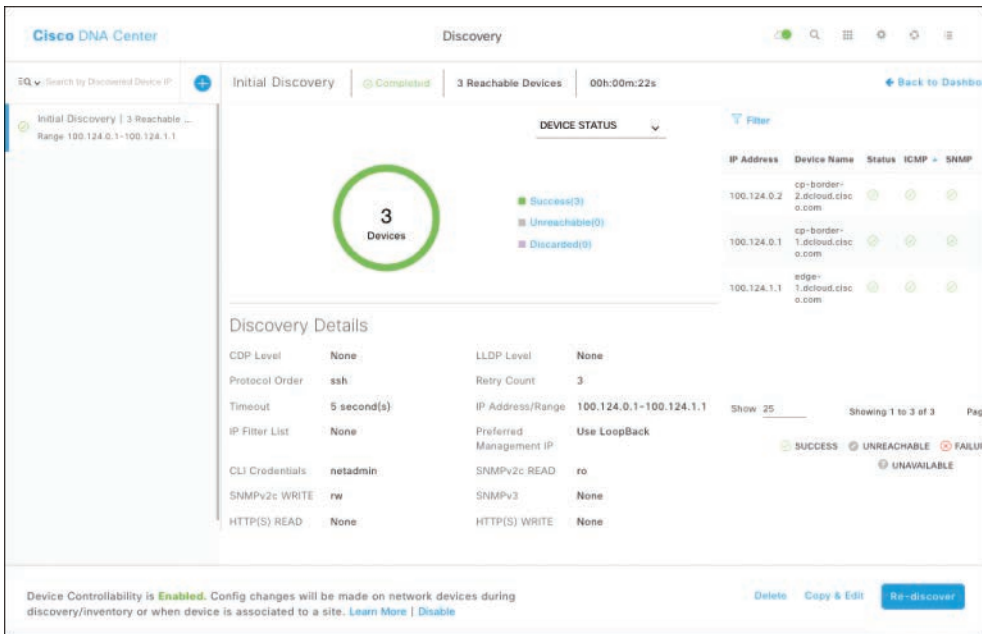 Cisco DNA Center
Discovery
Search by Discovered Device IP
Initial Discovery
Completed
3 Reachable Devices
00h:00m:22s
Back to Dashbo
Initial Discovery | 3 Reachable ...
Range 100.124.0.1-100.124.1.1
DEVICE STATUS
3
Devices
Success(3)
Unreachable(0)
Discarded(0)
Filter
IP Address Device Name Status ICMP SNMP
cp-border-
100.124.0.2 2.dcloud.cisc
o.com
cp-border-
100.124.0.1 1.dcloud.cisc
o.com
edge-
100.124.1.1 1.dcloud.cisc
o.com
Show 25 Showing 1 to 3 of 3 Pag
SUCCESS UNREACHABLE FAILU
UNAVAILABLE
Discovery Details
CDP Level None LLDP Level None
Protocol Order ssh Retry Count 3
Timeout 5 second(s) IP Address/Range 100.124.0.1-100.124.1.1
IP Filter List None Preferred Use LoopBack
Management IP
CLI Credentials netadmin SNMPv2c READ ro
SNMPv2c WRITE rw SNMPv3 None
HTTP(S) READ None HTTP(S) WRITE None
Device Controllability is Enabled. Config changes will be made on network devices during
discovery/inventory or when device is associated to a site. Learn More | Disable
Delete Copy & Edit Re-discover